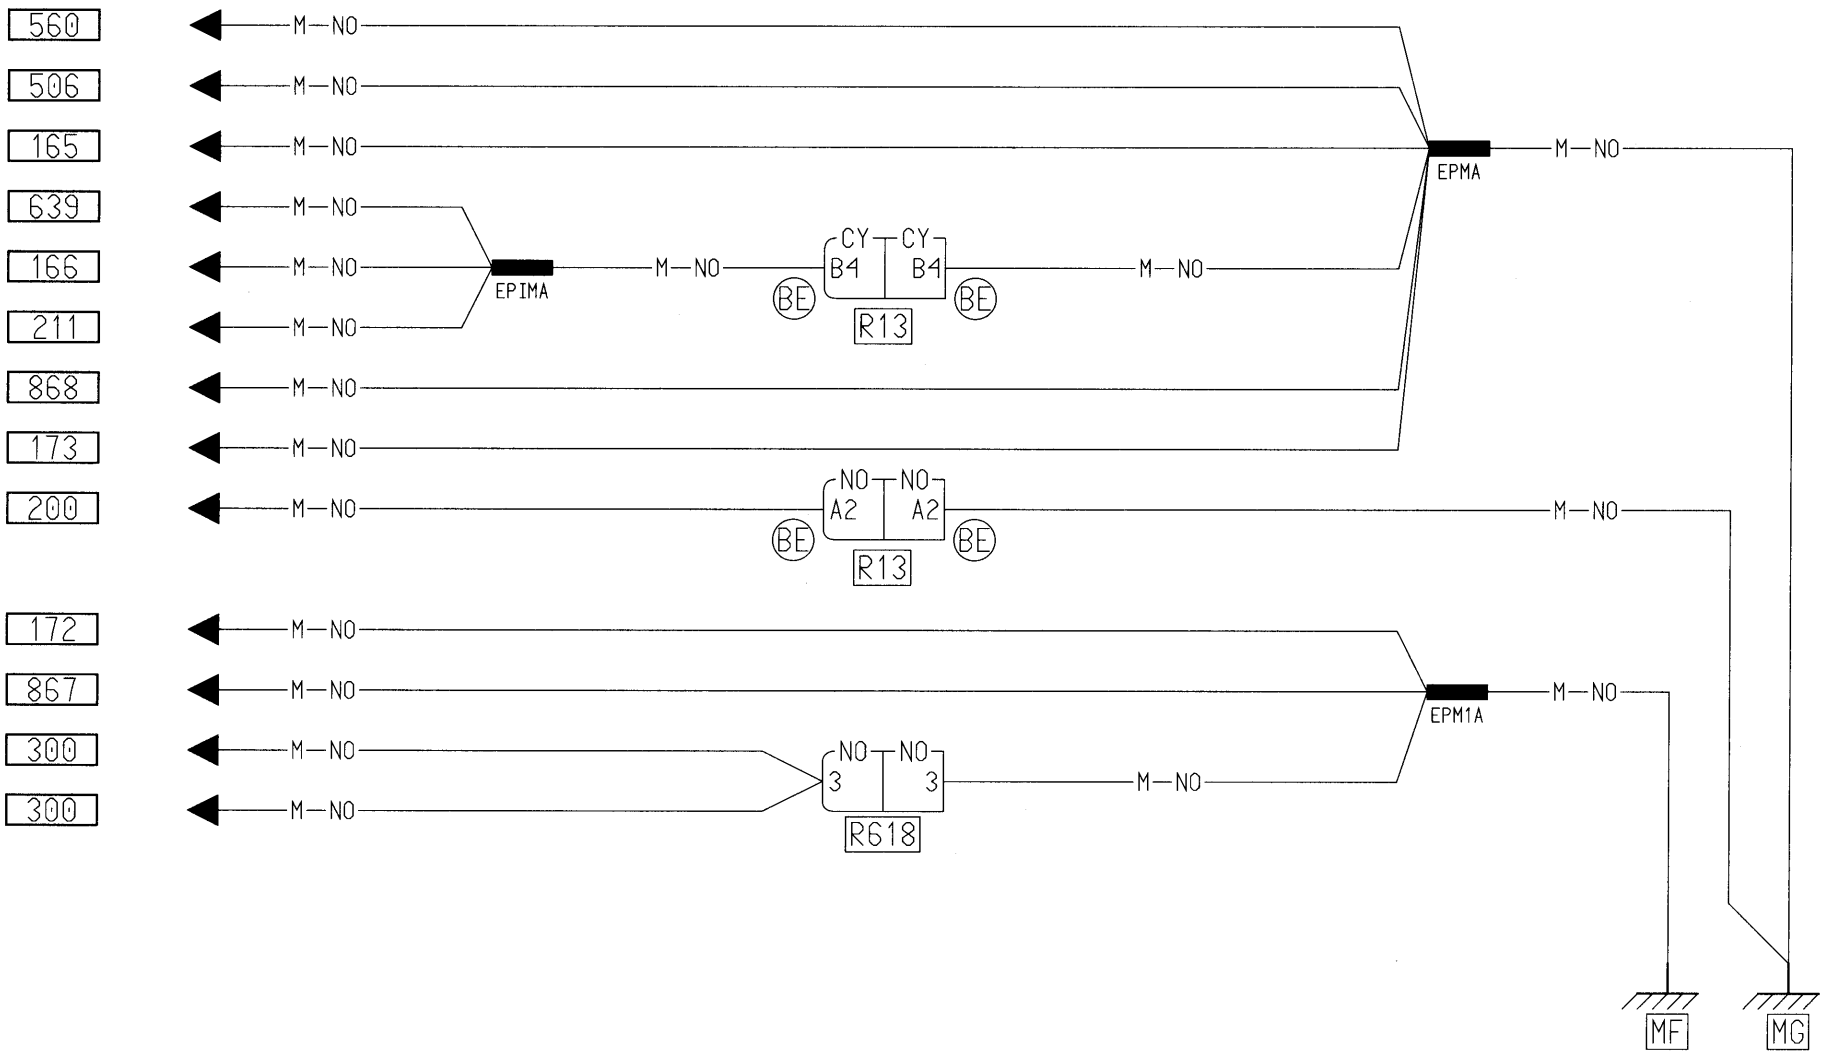 560 M—NO
506 M—NO
165 M—NO M—NO
EPMA
639 M—NO
CY CY
166 M—NO M—NO B4 B4 M—NO
EPIMA BE BE
211 M—NO R13
868 M—NO
173 M—NO
NO NO
200 M—NO A2 A2 M—NO
BE BE
R13
172 M—NO
867 M—NO M—NO
EPM1A
300 M—NO NO NO
3 3 M—NO
300 M—NO
R618
MF MG